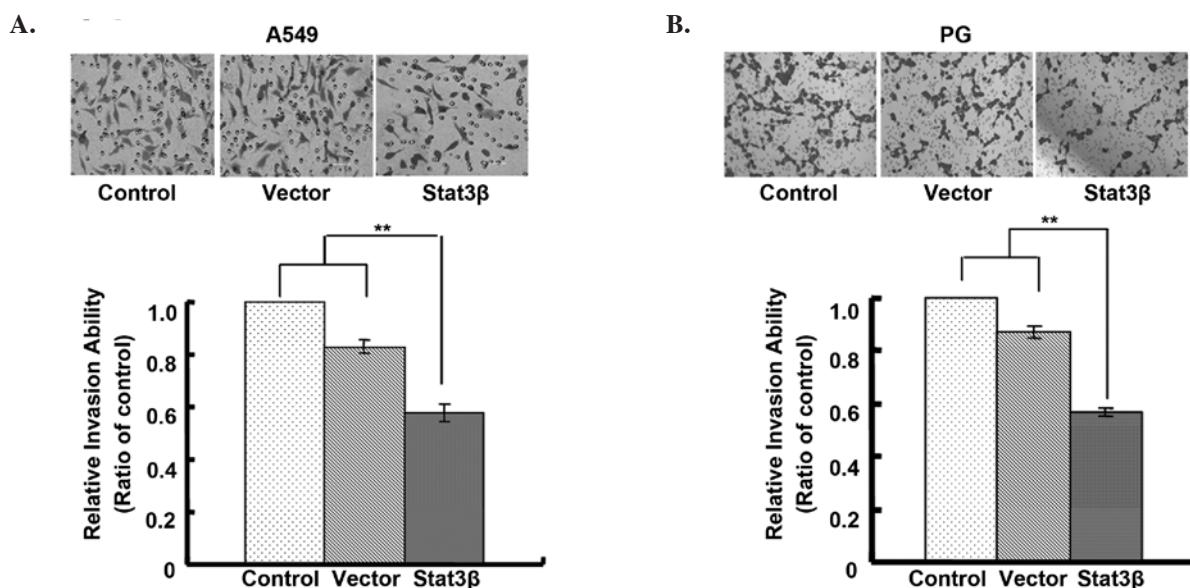 A.
A549
Control Vector Stat3β
**
Relative Invasion Ability
(Ratio of control)
1.0
0.8
0.6
0.4
0.2
0
Control Vector Stat3β
B.
PG
Control Vector Stat3β
**
Relative Invasion Ability
(Ratio of control)
1.0
0.8
0.6
0.4
0.2
0
Control Vector Stat3β